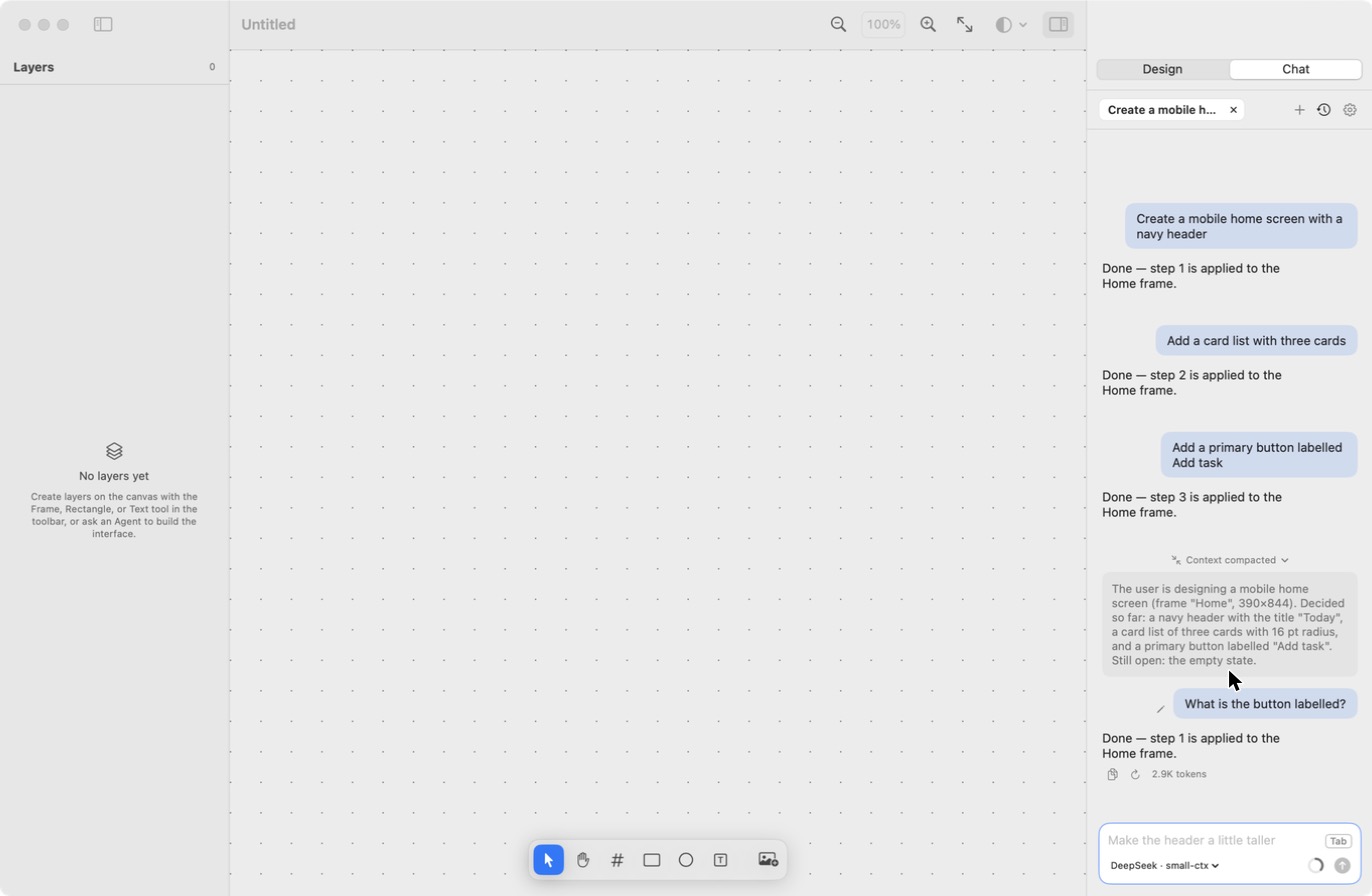 Untitled
100%
Layers
0
No layers yet
Create layers on the canvas with the
Frame, Rectangle, or Text tool in the
toolbar, or ask an Agent to build the
interface.
Design
Chat
Create a mobile h...
Create a mobile home screen with a
navy header
Done — step 1 is applied to the
Home frame.
Add a card list with three cards
Done — step 2 is applied to the
Home frame.
Add a primary button labelled
Add task
Done — step 3 is applied to the
Home frame.
Context compacted
The user is designing a mobile home
screen (frame "Home", 390×844). Decided
so far: a navy header with the title "Today",
a card list of three cards with 16 pt radius,
and a primary button labelled "Add task".
Still open: the empty state.
What is the button labelled?
Done — step 1 is applied to the
Home frame.
2.9K tokens
Make the header a little taller
Tab
DeepSeek · small-ctx